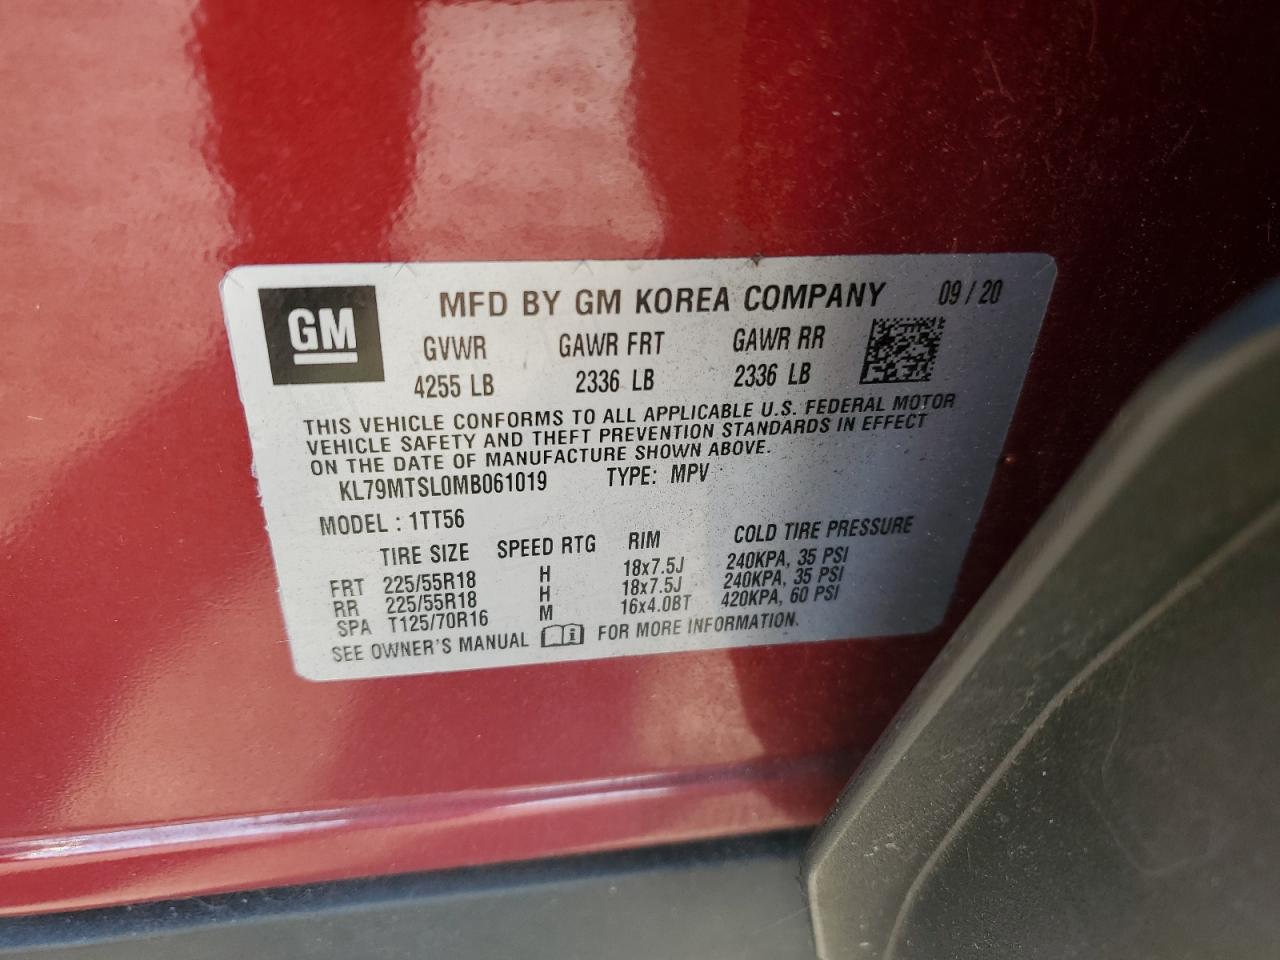 GM
MFD BY GM KOREA COMPANY 09 / 20
GVWR GAWR FRT GAWR RR
4255 LB 2336 LB 2336 LB
THIS VEHICLE CONFORMS TO ALL APPLICABLE U.S. FEDERAL MOTOR
VEHICLE SAFETY AND THEFT PREVENTION STANDARDS IN EFFECT
ON THE DATE OF MANUFACTURE SHOWN ABOVE.
KL79MTSL0MB061019 TYPE: MPV
MODEL : 1TT56
TIRE SIZE SPEED RTG RIM COLD TIRE PRESSURE
FRT 225/55R18 H 18x7.5J 240KPA, 35 PSI
RR 225/55R18 H 18x7.5J 240KPA, 35 PSI
SPA T125/70R16 M 16x4.0BT 420KPA, 60 PSI
SEE OWNER'S MANUAL FOR MORE INFORMATION.